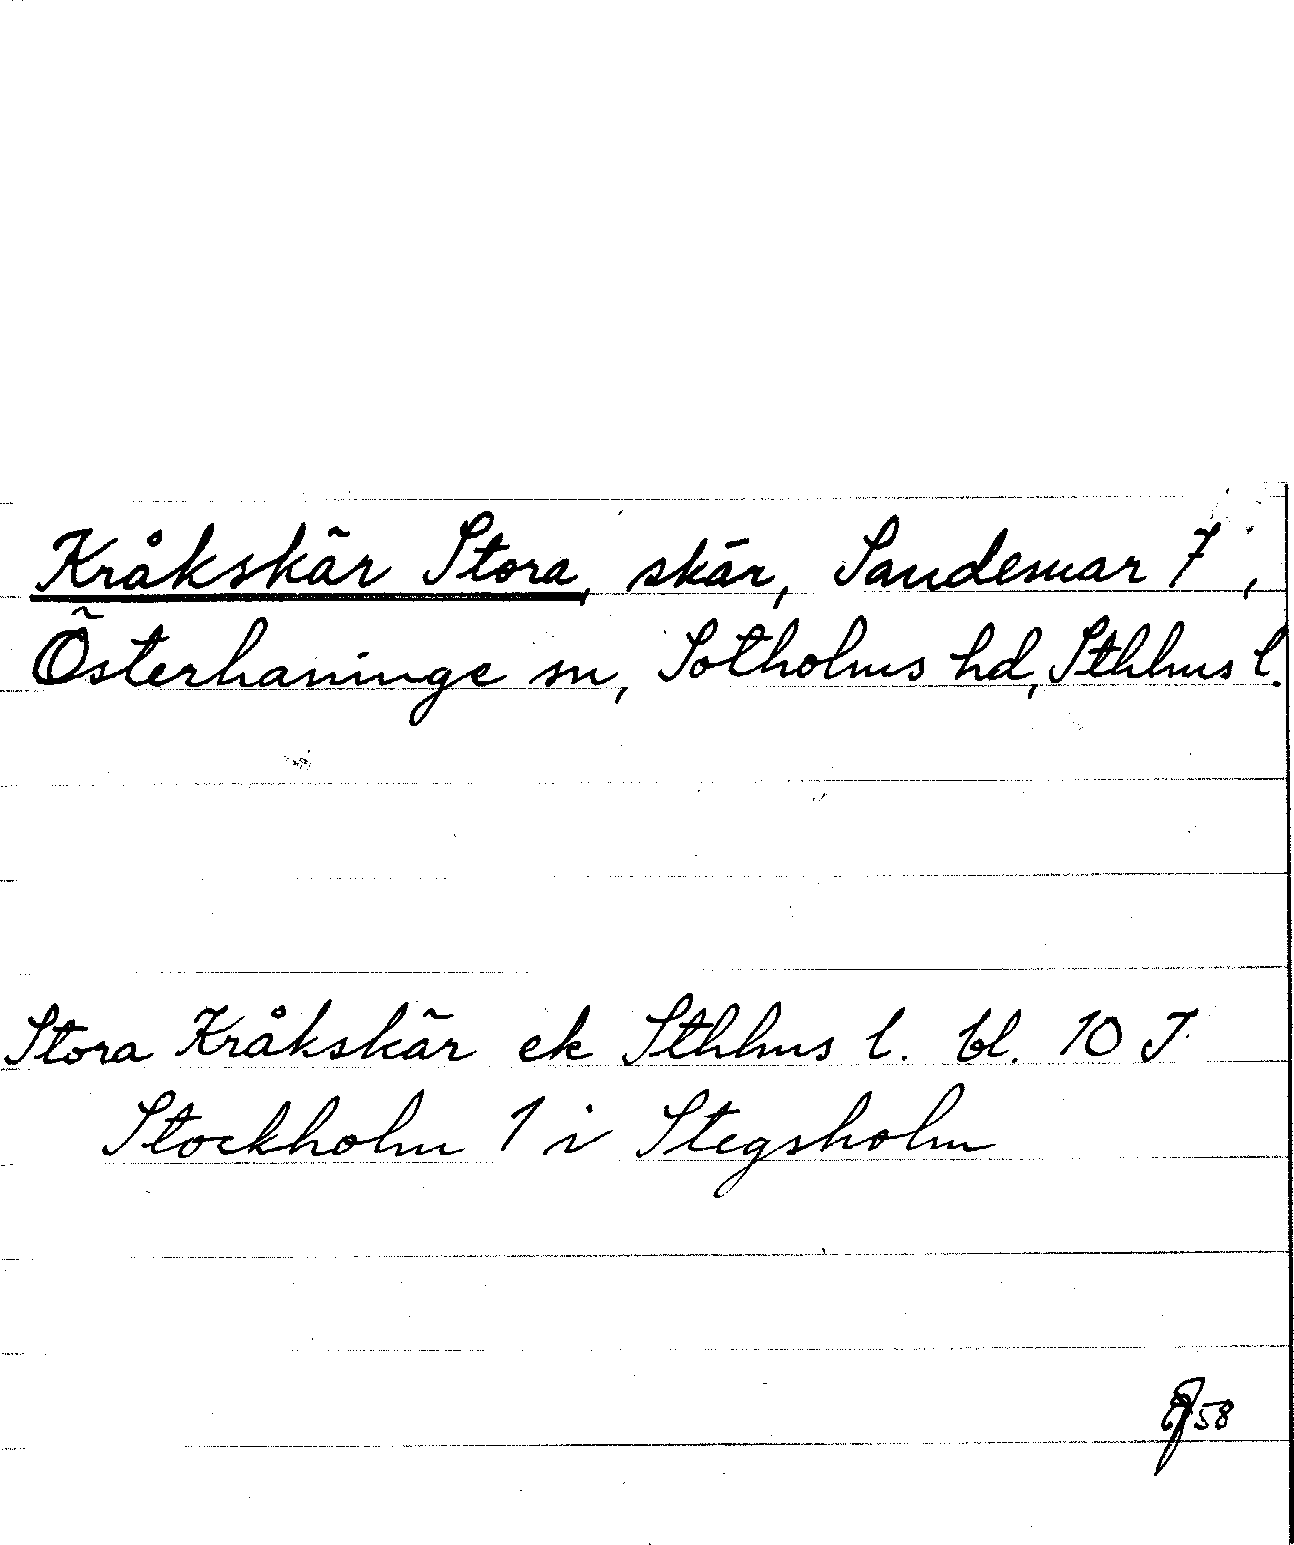 Kråkskär Stora, skär, Sandemar 7,
Österhaninge sn, Sotholms hd, Sthlms l.
Stora Kråkskär ek Sthlms l. bl. 10 J
Stockholm 1 i Stegsholm
58